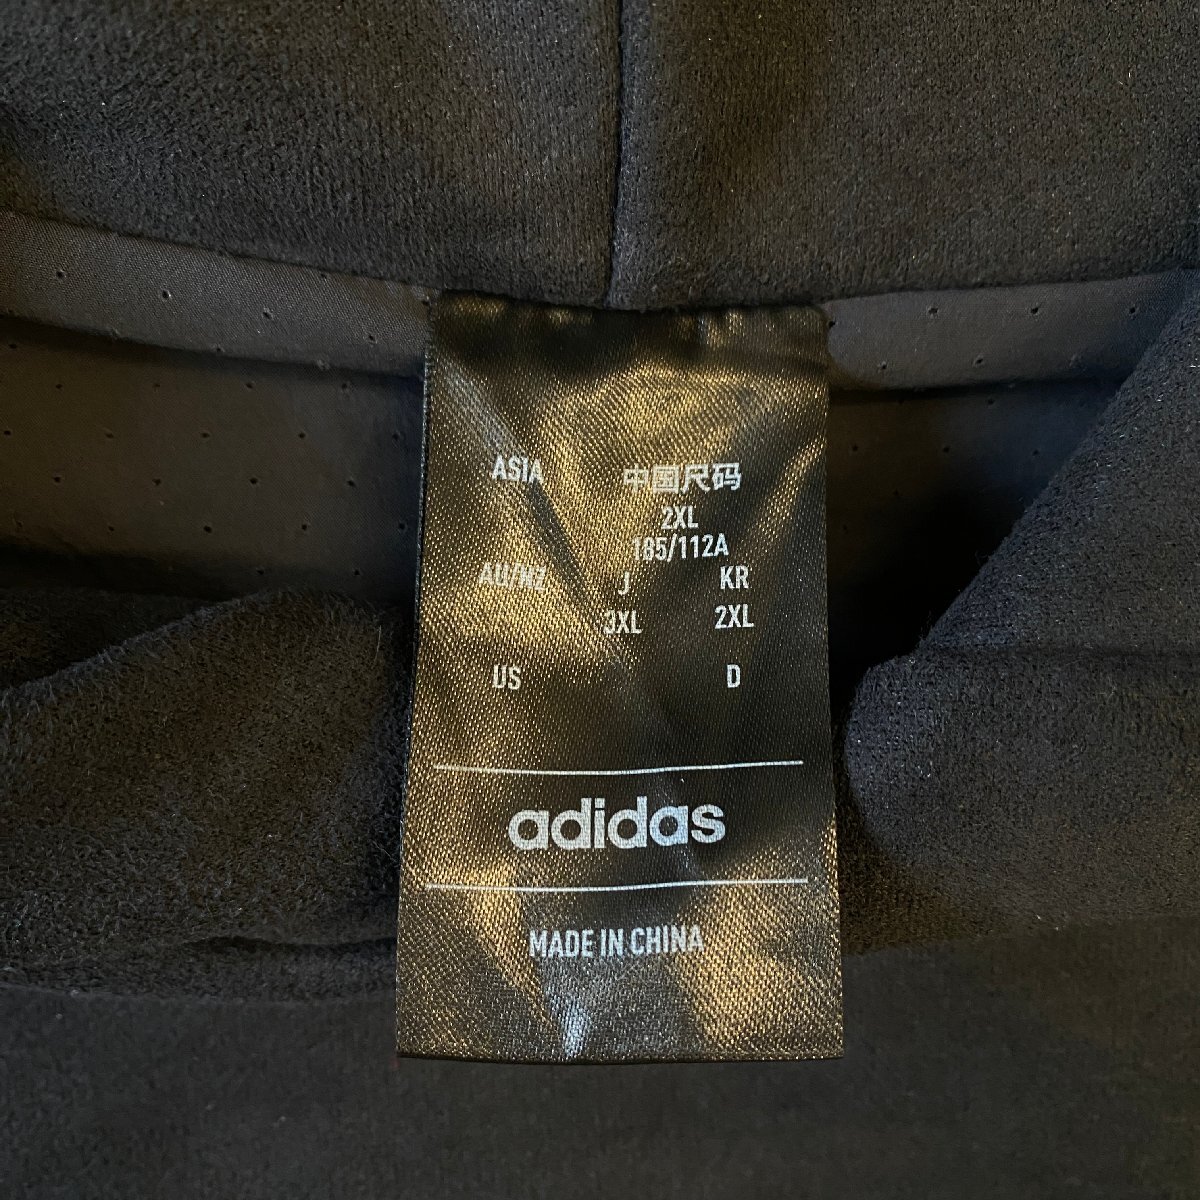 ASIA 中国尺码
2XL
185/112A
AU/NZ J KR
3XL 2XL
US D
adidas
MADE IN CHINA